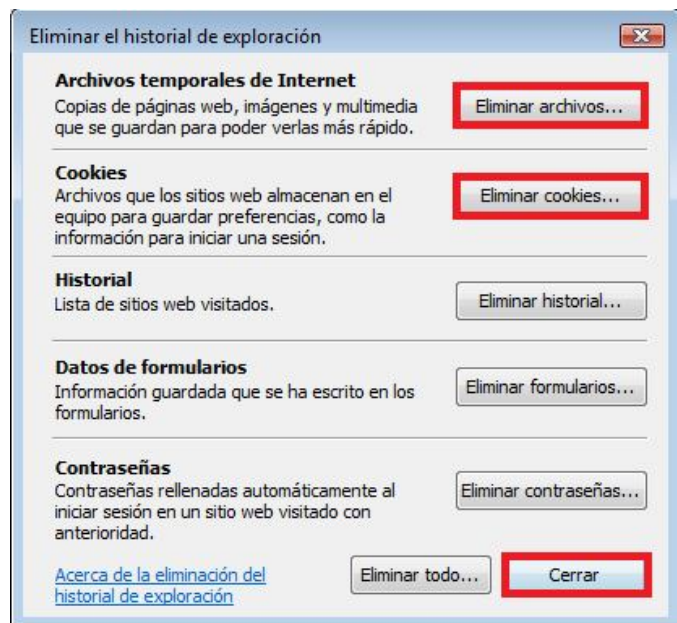 Eliminar el historial de exploración
Archivos temporales de Internet
Copias de páginas web, imágenes y multimedia
que se guardan para poder verlas más rápido.
Eliminar archivos...
Cookies
Archivos que los sitios web almacenan en el
equipo para guardar preferencias, como la
información para iniciar una sesión.
Eliminar cookies...
Historial
Lista de sitios web visitados.
Eliminar historial...
Datos de formularios
Información guardada que se ha escrito en los
formularios.
Eliminar formularios...
Contraseñas
Contraseñas rellenadas automáticamente al
iniciar sesión en un sitio web visitado con
anterioridad.
Eliminar contraseñas...
Acerca de la eliminación del
historial de exploración
Eliminar todo...
Cerrar